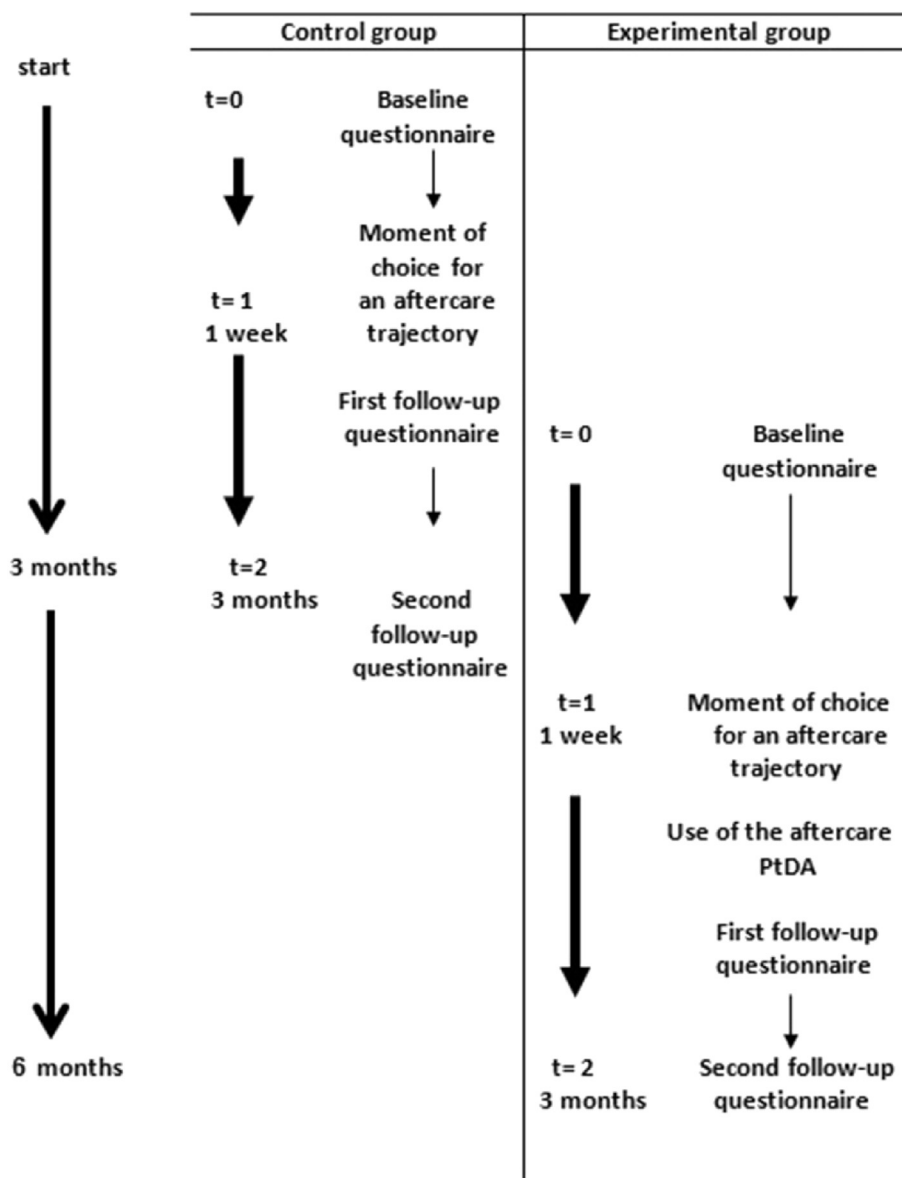 Control group
Experimental group
start
t=0
Baseline
questionnaire
Moment of
choice for
an aftercare
trajectory
t= 1
1 week
First follow-up
questionnaire
t=2
3 months
Second
follow-up
questionnaire
3 months
6 months
t= 0
Baseline
questionnaire
t=1
1 week
Moment of choice
for an aftercare
trajectory
Use of the aftercare
PtDA
First follow-up
questionnaire
t= 2
3 months
Second follow-up
questionnaire